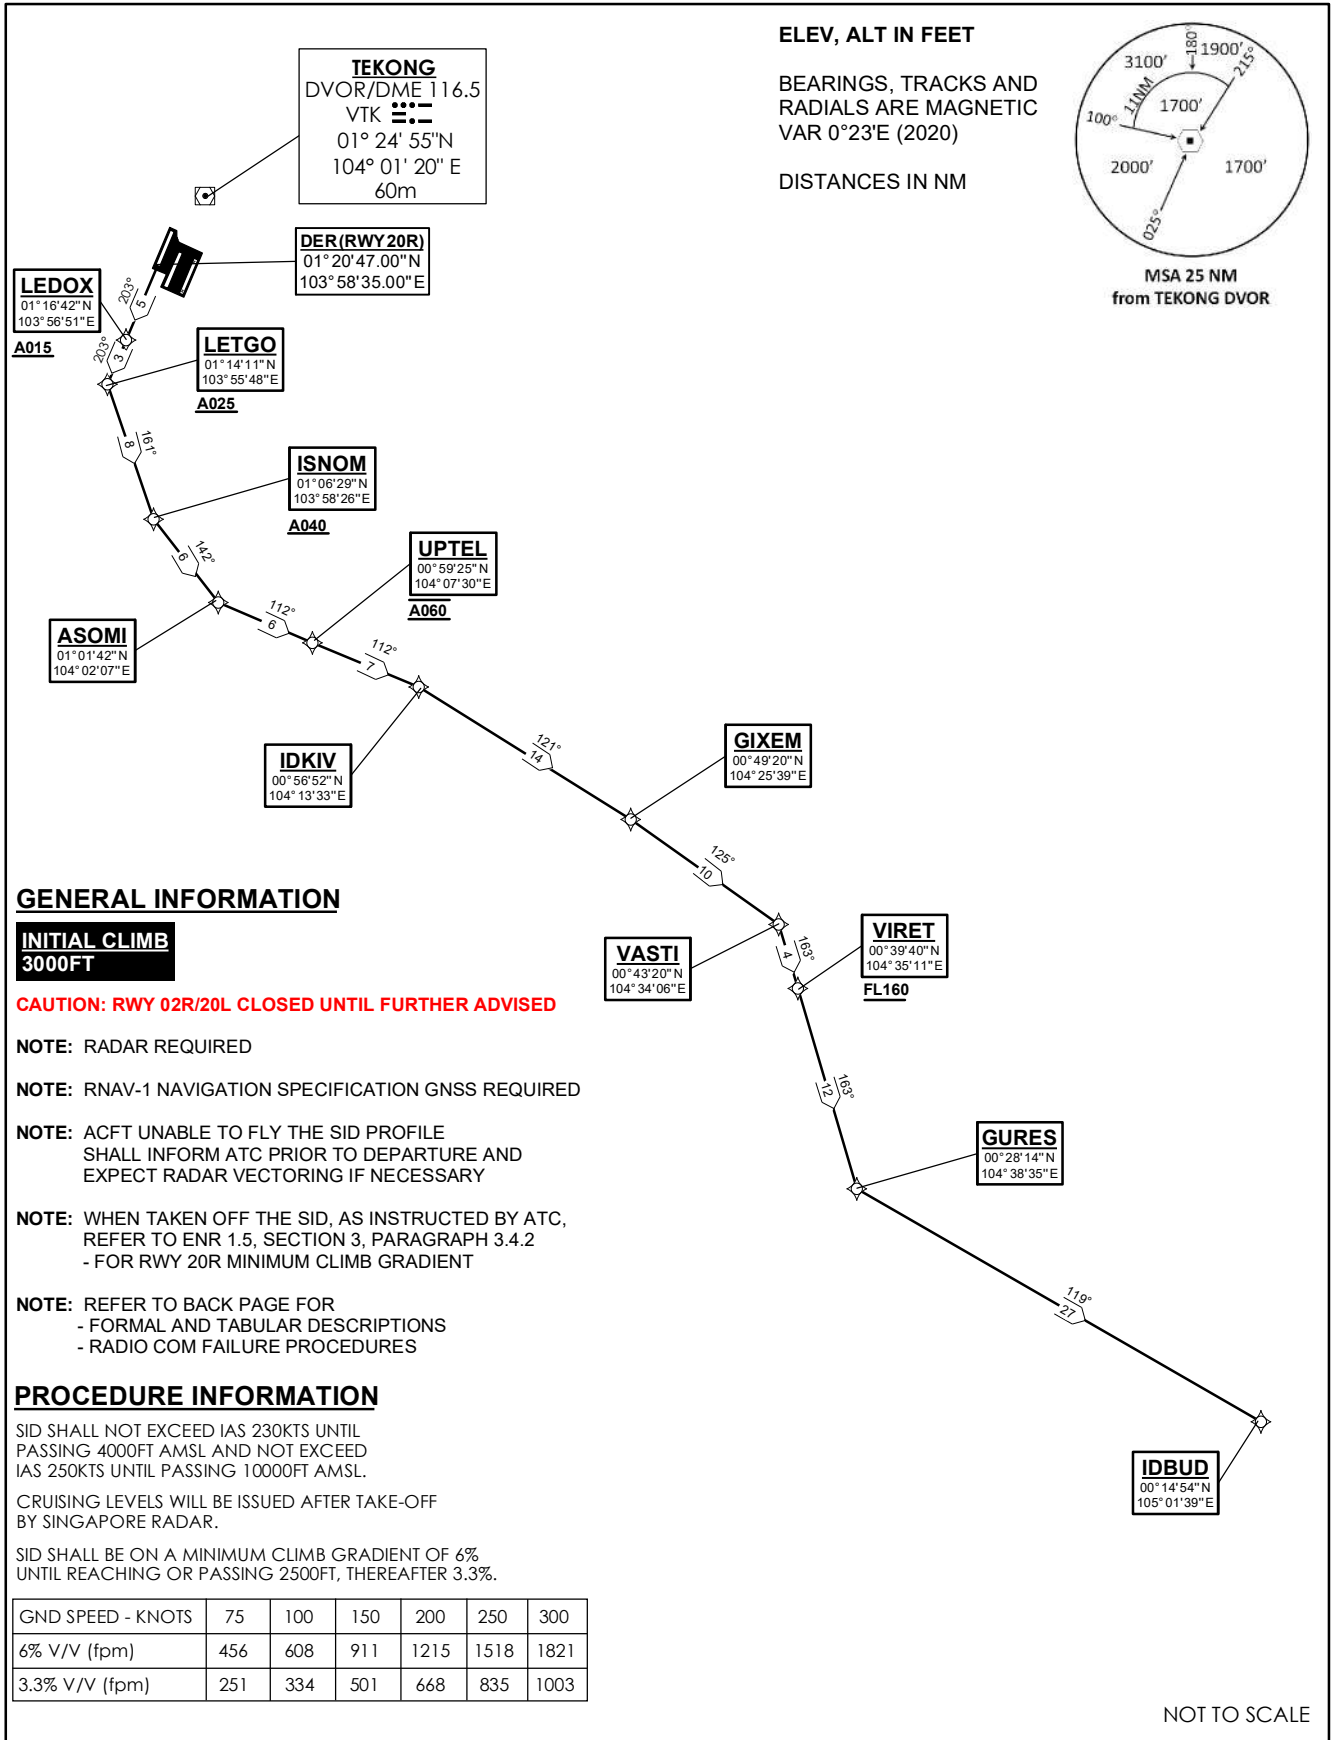 ELEV, ALT IN FEET
BEARINGS, TRACKS AND
RADIALS ARE MAGNETIC
VAR 0°23'E (2020)
DISTANCES IN NM
3100'
180°
1900'
215°
11NM
1700'
100°
2000'
1700'
025°
MSA 25 NM
from TEKONG DVOR
TEKONG
DVOR/DME 116.5
VTK
01° 24' 55"N
104° 01' 20" E
60m
DER(RWY20R)
01°20'47.00"N
103°58'35.00"E
203°
5
LEDOX
01°16'42"N
103°56'51"E
A015
203°
3
LETGO
01°14'11"N
103°55'48"E
A025
161°
8
ISNOM
01°06'29"N
103°58'26"E
A040
142°
6
UPTEL
00°59'25"N
104°07'30"E
A060
ASOMI
01°01'42"N
104°02'07"E
112°
6
112°
7
IDKIV
00°56'52"N
104°13'33"E
121°
14
GIXEM
00°49'20"N
104°25'39"E
125°
10
VASTI
00°43'20"N
104°34'06"E
163°
4
VIRET
00°39'40"N
104°35'11"E
FL160
163°
12
GURES
00°28'14"N
104°38'35"E
119°
27
IDBUD
00°14'54"N
105°01'39"E
GENERAL INFORMATION
INITIAL CLIMB
3000FT
CAUTION: RWY 02R/20L CLOSED UNTIL FURTHER ADVISED
NOTE: RADAR REQUIRED
NOTE: RNAV-1 NAVIGATION SPECIFICATION GNSS REQUIRED
NOTE: ACFT UNABLE TO FLY THE SID PROFILE
SHALL INFORM ATC PRIOR TO DEPARTURE AND
EXPECT RADAR VECTORING IF NECESSARY
NOTE: WHEN TAKEN OFF THE SID, AS INSTRUCTED BY ATC,
REFER TO ENR 1.5, SECTION 3, PARAGRAPH 3.4.2
- FOR RWY 20R MINIMUM CLIMB GRADIENT
NOTE: REFER TO BACK PAGE FOR
- FORMAL AND TABULAR DESCRIPTIONS
- RADIO COM FAILURE PROCEDURES
PROCEDURE INFORMATION
SID SHALL NOT EXCEED IAS 230KTS UNTIL
PASSING 4000FT AMSL AND NOT EXCEED
IAS 250KTS UNTIL PASSING 10000FT AMSL.
CRUISING LEVELS WILL BE ISSUED AFTER TAKE-OFF
BY SINGAPORE RADAR.
SID SHALL BE ON A MINIMUM CLIMB GRADIENT OF 6%
UNTIL REACHING OR PASSING 2500FT, THEREAFTER 3.3%.
GND SPEED - KNOTS 75 100 150 200 250 300
6% V/V (fpm) 456 608 911 1215 1518 1821
3.3% V/V (fpm) 251 334 501 668 835 1003
NOT TO SCALE